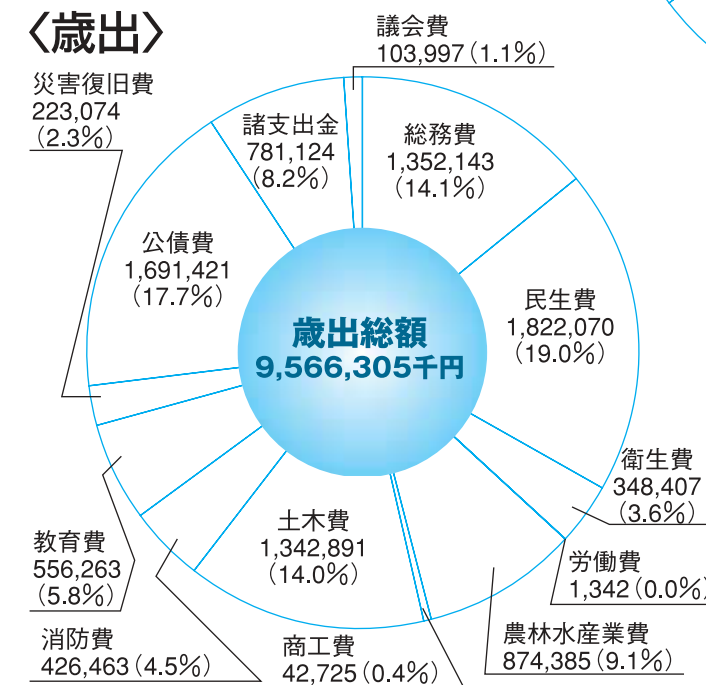 〈歳出〉
議会費
103,997(1.1%)
災害復旧費
223,074
(2.3%)
諸支出金
781,124
(8.2%)
総務費
1,352,143
(14.1%)
公債費
1,691,421
(17.7%)
民生費
1,822,070
(19.0%)
歳出総額
9,566,305千円
衛生費
348,407
(3.6%)
土木費
1,342,891
(14.0%)
教育費
556,263
(5.8%)
労働費
1,342(0.0%)
消防費
426,463(4.5%)
商工費
42,725(0.4%)
農林水産業費
874,385(9.1%)